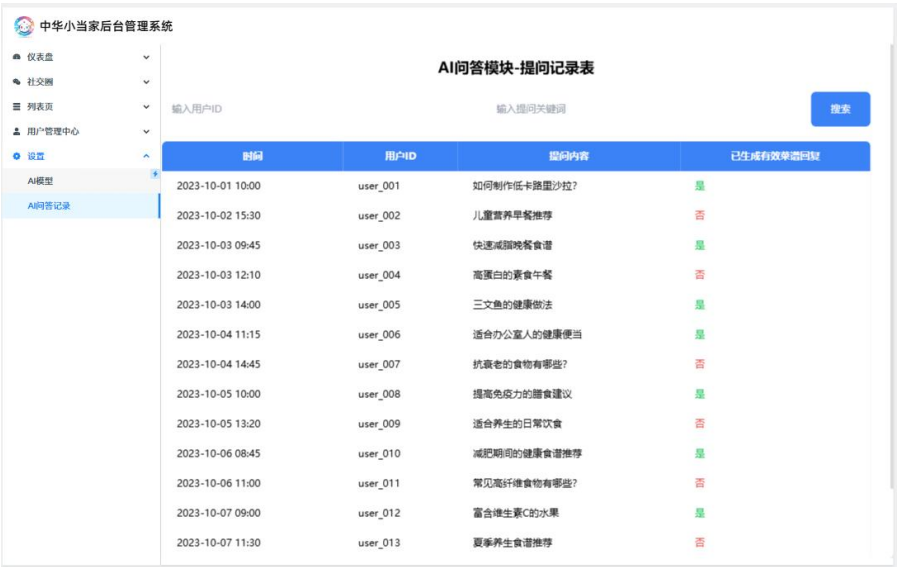 中华小当家后台管理系统
仪表盘
社交圈
列表页
用户管理中心
设置
AI模型
AI问答记录
AI问答模块-提问记录表
输入用户ID 输入提问关键词 搜索
时间 用户ID 提问内容 已生成有效菜谱回复
2023-10-01 10:00 user_001 如何制作低卡路里沙拉? 是
2023-10-02 15:30 user_002 儿童营养早餐推荐 否
2023-10-03 09:45 user_003 快速减脂晚餐食谱 是
2023-10-03 12:10 user_004 高蛋白的素食午餐 否
2023-10-03 14:00 user_005 三文鱼的健康做法 是
2023-10-04 11:15 user_006 适合办公室人的健康便当 是
2023-10-04 14:45 user_007 抗衰老的食物有哪些? 否
2023-10-05 10:00 user_008 提高免疫力的膳食建议 是
2023-10-05 13:20 user_009 适合养生的日常饮食 否
2023-10-06 08:45 user_010 减肥期间的健康食谱推荐 是
2023-10-06 11:00 user_011 常见高纤维食物有哪些? 否
2023-10-07 09:00 user_012 富含维生素C的水果 是
2023-10-07 11:30 user_013 夏季养生食谱推荐 否